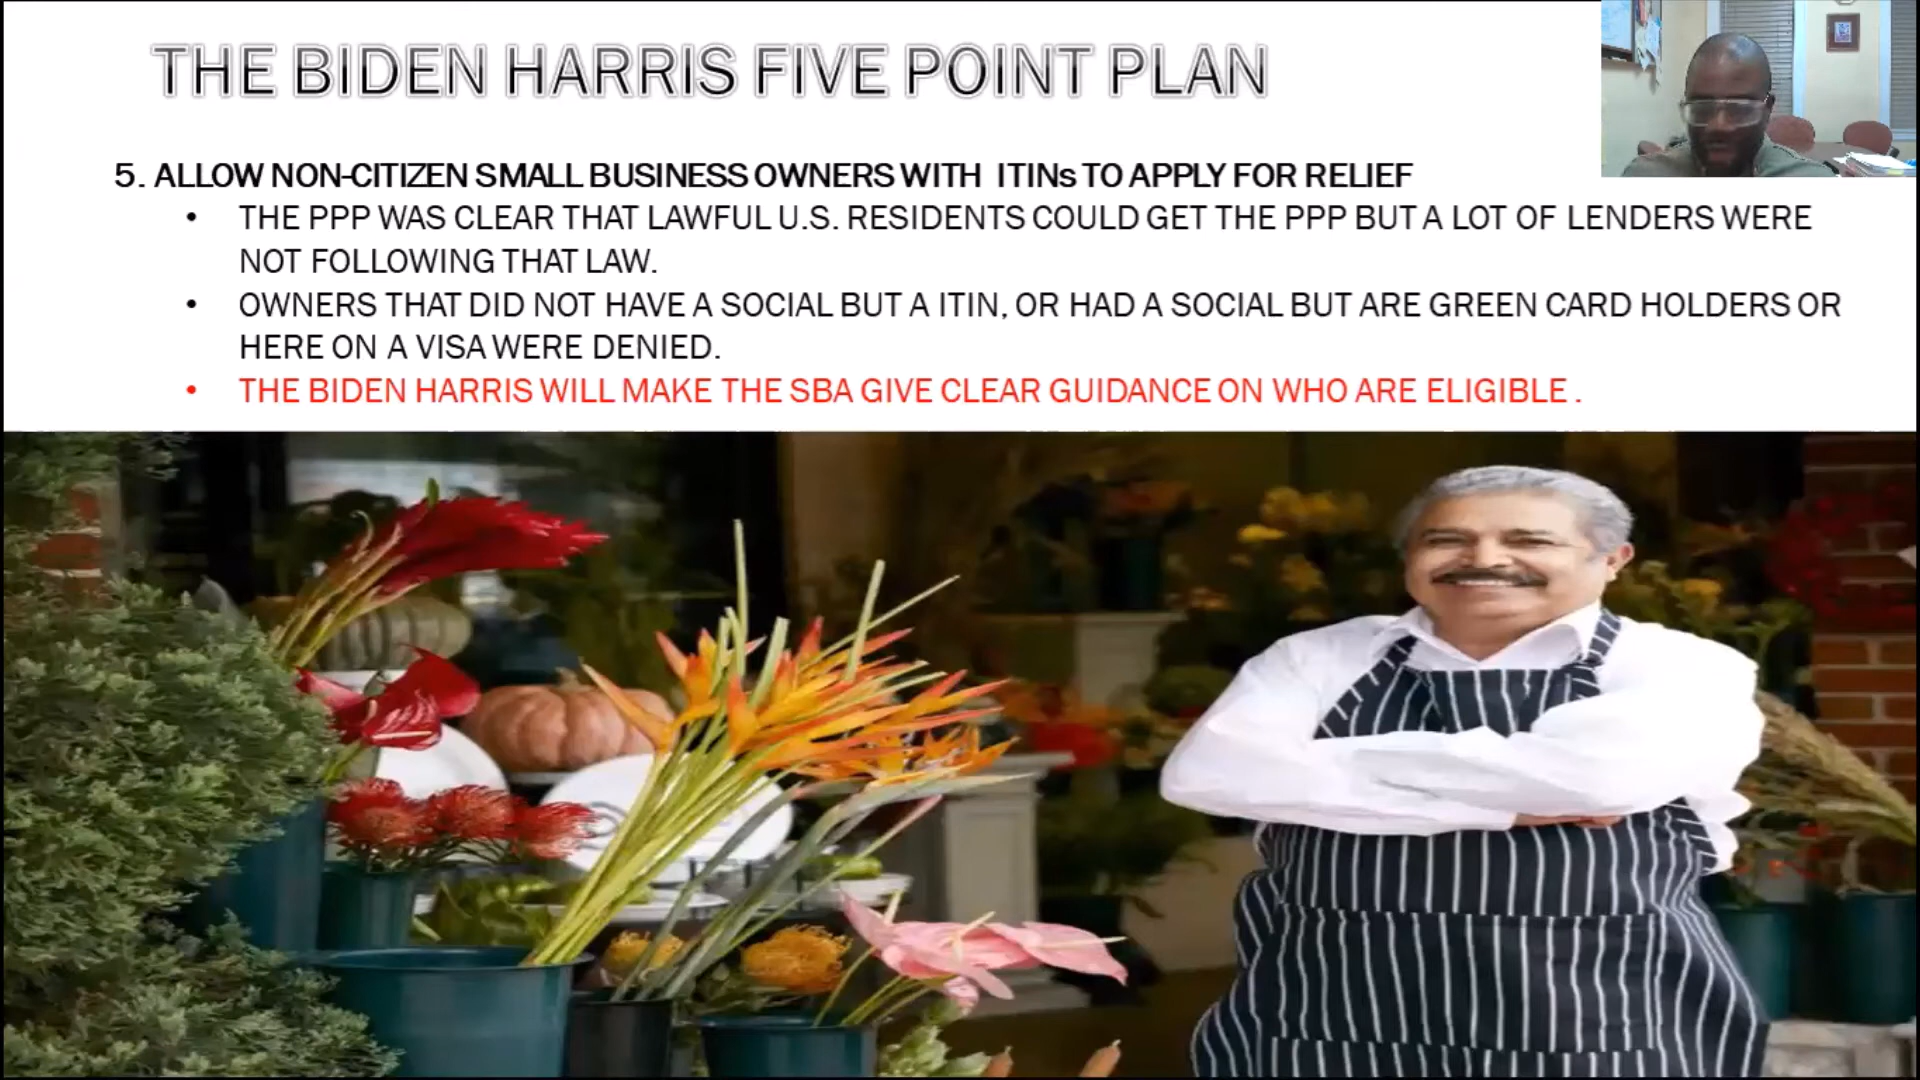 THE BIDEN HARRIS FIVE POINT PLAN
5. ALLOW NON-CITIZEN SMALL BUSINESS OWNERS WITH ITINs TO APPLY FOR RELIEF
• THE PPP WAS CLEAR THAT LAWFUL U.S. RESIDENTS COULD GET THE PPP BUT A LOT OF LENDERS WERE
NOT FOLLOWING THAT LAW.
• OWNERS THAT DID NOT HAVE A SOCIAL BUT A ITIN, OR HAD A SOCIAL BUT ARE GREEN CARD HOLDERS OR
HERE ON A VISA WERE DENIED.
• THE BIDEN HARRIS WILL MAKE THE SBA GIVE CLEAR GUIDANCE ON WHO ARE ELIGIBLE .